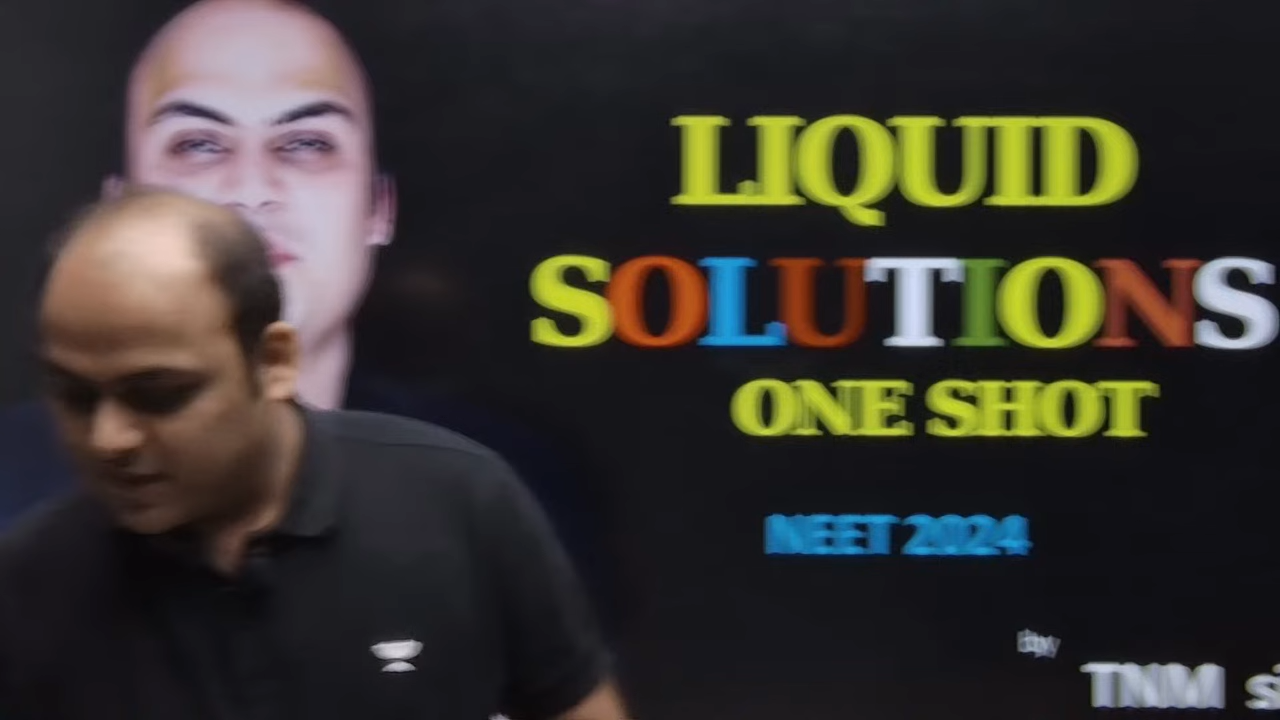 LIQUID
SOLUTIONS
ONE SHOT
NEET 2024
by
TNM